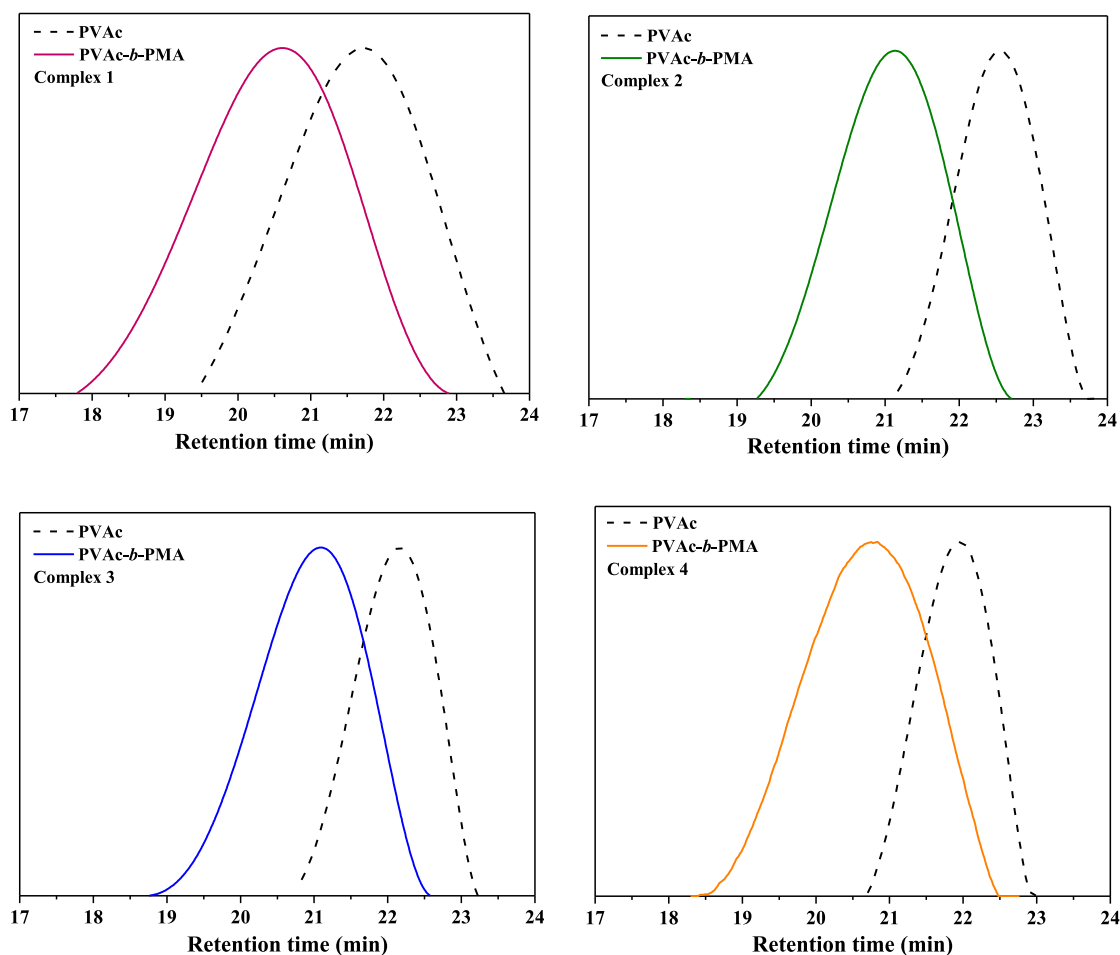 PVAc
PVAc-b-PMA
Complex 1
17 18 19 20 21 22 23 24
Retention time (min)
PVAc
PVAc-b-PMA
Complex 2
17 18 19 20 21 22 23 24
Retention time (min)
PVAc
PVAc-b-PMA
Complex 3
17 18 19 20 21 22 23 24
Retention time (min)
PVAc
PVAc-b-PMA
Complex 4
17 18 19 20 21 22 23 24
Retention time (min)